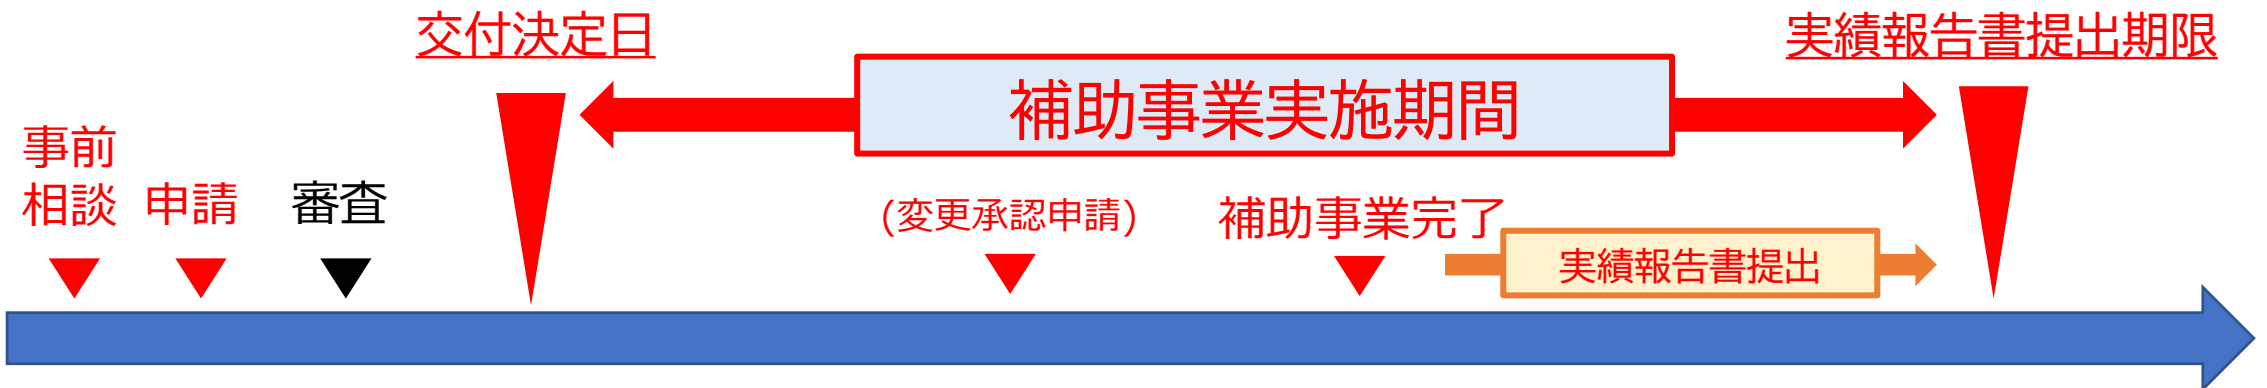 交付決定日
補助事業実施期間
実績報告書提出期限
事前
相談
申請
審査
(変更承認申請)
補助事業完了
実績報告書提出